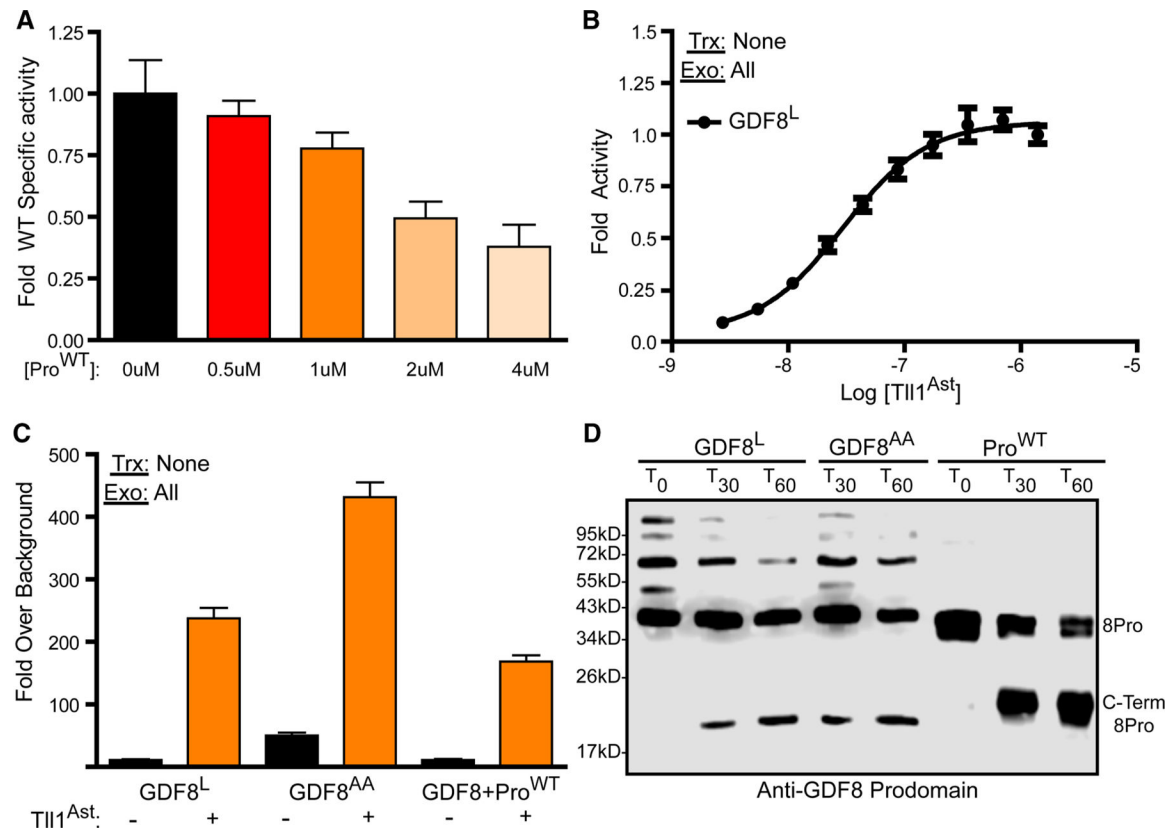 A
Fold WT Specific activity
1.25
1.00
0.75
0.50
0.25
0.00
[Pro^WT]: 0uM 0.5uM 1uM 2uM 4uM
B
Trx: None
Exo: All
GDF8^L
Fold Activity
1.5
1.25
1.0
0.75
0.50
0.25
0.0
-9 -8 -7 -6 -5
Log [Tll1^Ast]
C
Trx: None
Exo: All
Fold Over Background
500
400
300
200
100
GDF8^L GDF8^AA GDF8+Pro^WT
Tll1^Ast: - + - + - +
D
GDF8^L GDF8^AA Pro^WT
T0 T30 T60 T30 T60 T0 T30 T60
95kD-
72kD-
55kD-
43kD-
34kD-
26kD-
17kD-
8Pro
C-Term
8Pro
Anti-GDF8 Prodomain